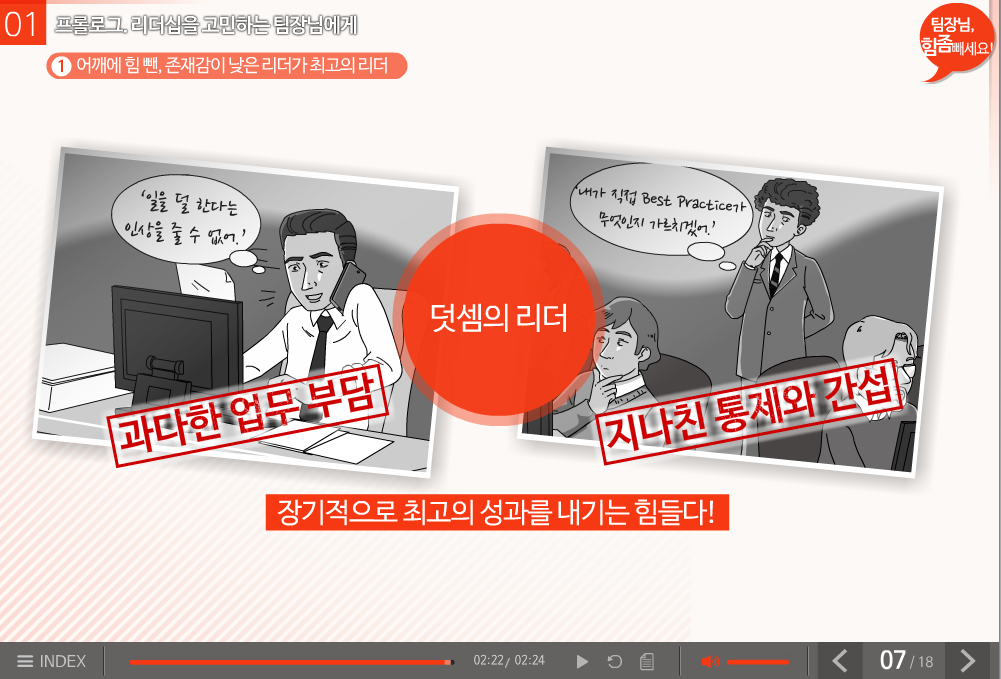 01
프롤로그. 리더십을 고민하는 팀장님에게
팀장님,
힘좀빼세요!
1 어깨에 힘 뺀, 존재감이 낮은 리더가 최고의 리더
'일을 덜 한다는
인상을 줄 수 없어.'
'내가 직접 Best Practice가
무엇인지 가르치겠어.'
덧셈의 리더
과다한 업무 부담
지나친 통제와 간섭
장기적으로 최고의 성과를 내기는 힘들다!
INDEX
02:22 / 02:24
07 / 18